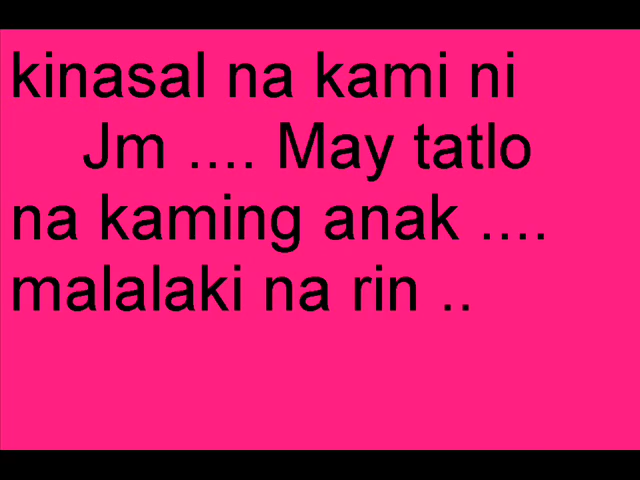 kinasal na kami ni
Jm .... May tatlo
na kaming anak ....
malalaki na rin ..